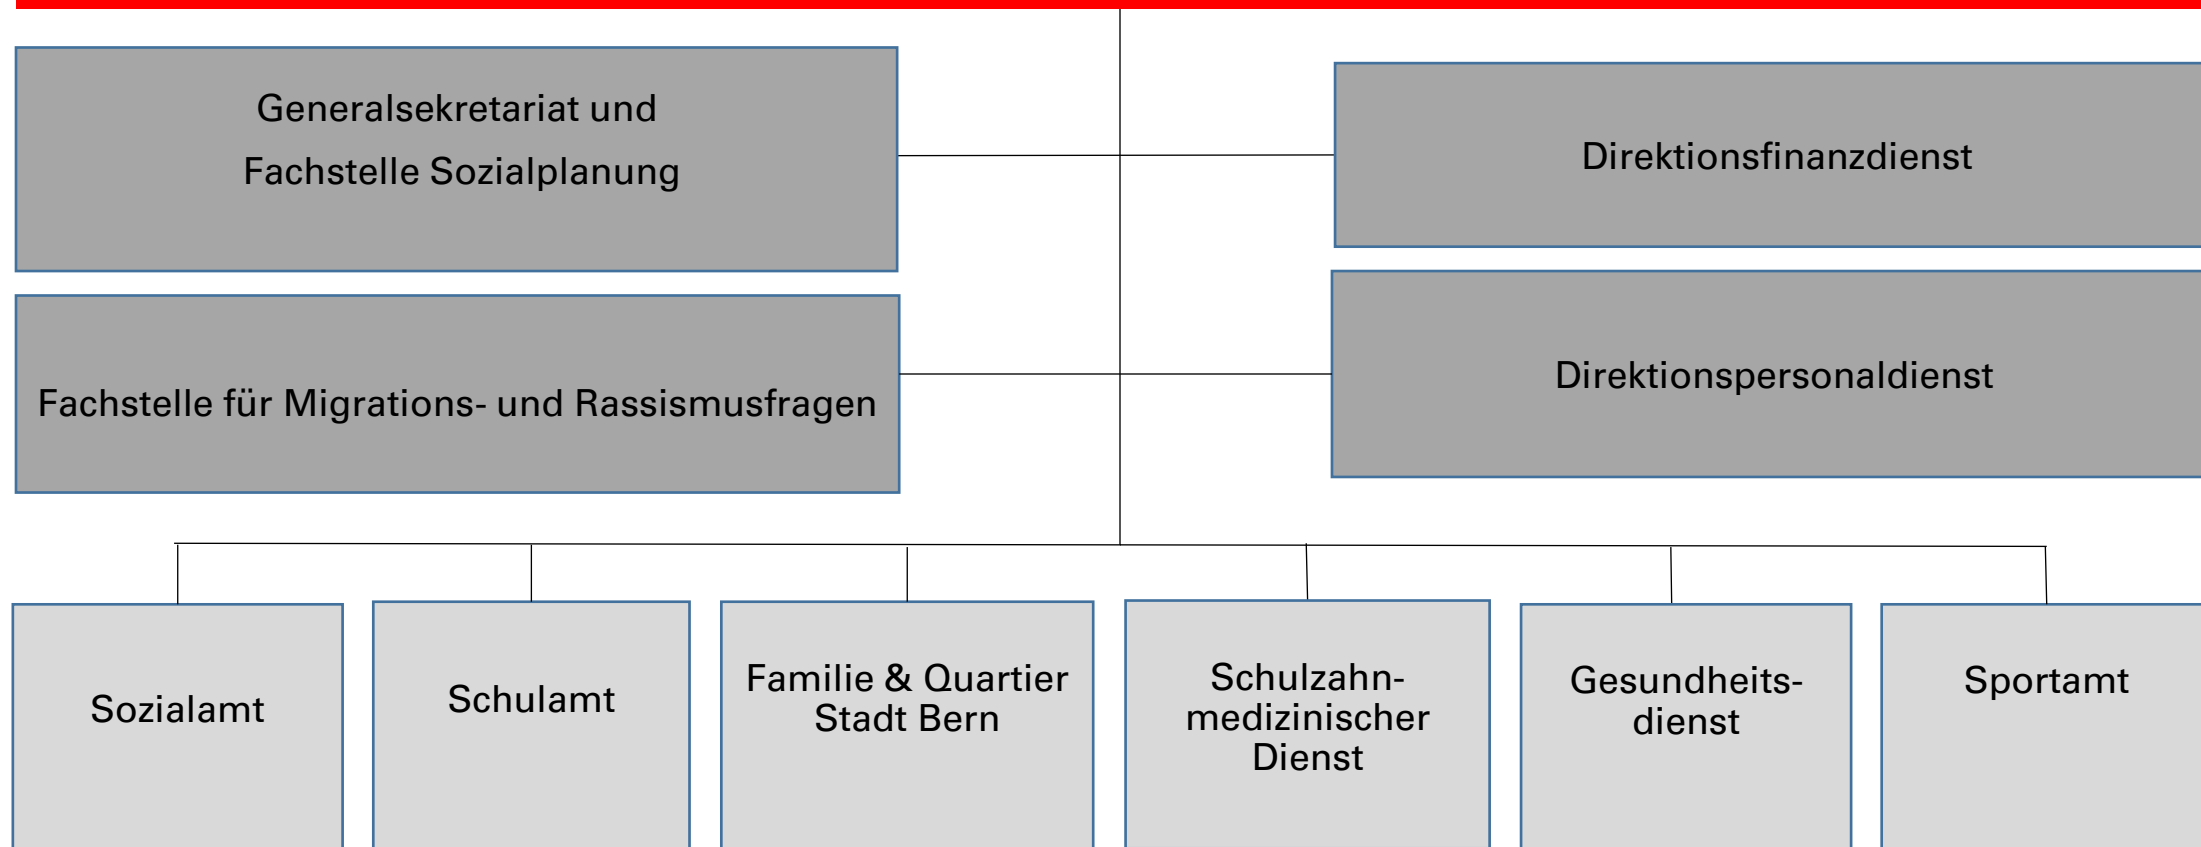 Generalsekretariat und
Fachstelle Sozialplanung
Direktionsfinanzdienst
Fachstelle für Migrations- und Rassismusfragen
Direktionspersonaldienst
Sozialamt
Schulamt
Familie & Quartier
Stadt Bern
Schulzahn-
medizinischer
Dienst
Gesundheits-
dienst
Sportamt